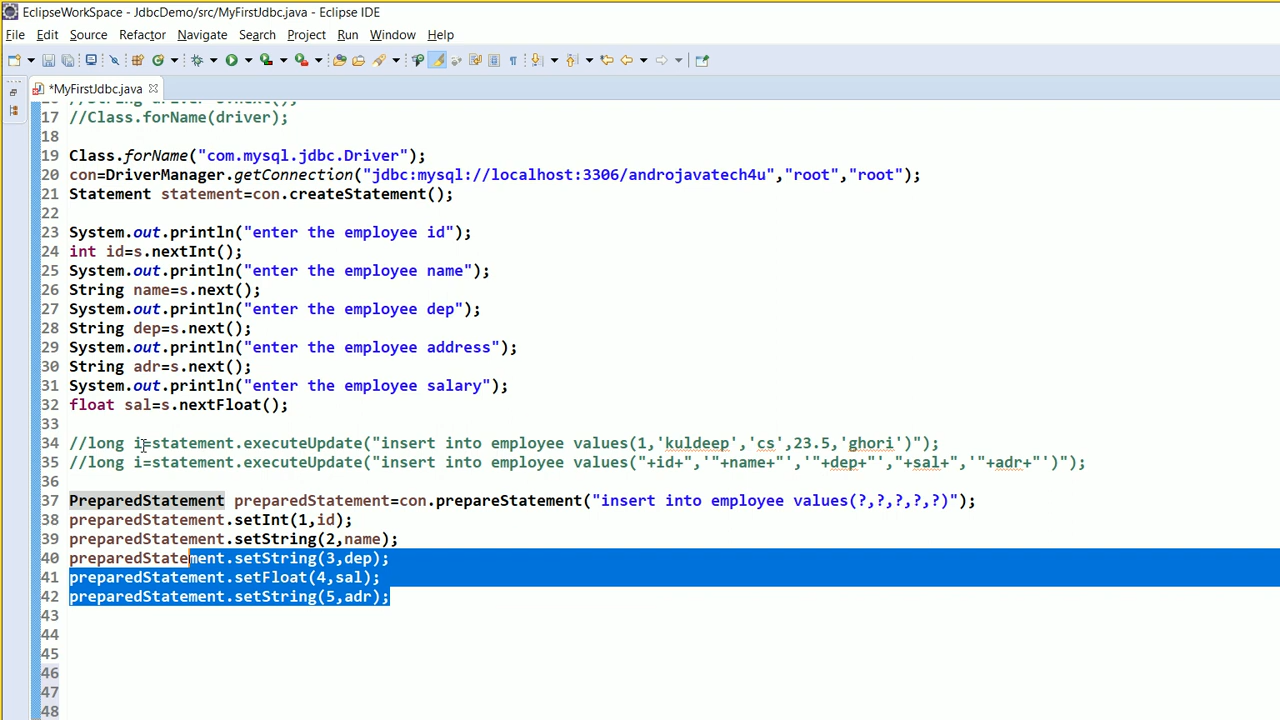 EclipseWorkSpace - JdbcDemo/src/MyFirstJdbc.java - Eclipse IDE
File Edit Source Refactor Navigate Search Project Run Window Help
*MyFirstJdbc.java
17 //Class.forName(driver);
18
19 Class.forName("com.mysql.jdbc.Driver");
20 con=DriverManager.getConnection("jdbc:mysql://localhost:3306/androjavatech4u","root","root");
21 Statement statement=con.createStatement();
22
23 System.out.println("enter the employee id");
24 int id=s.nextInt();
25 System.out.println("enter the employee name");
26 String name=s.next();
27 System.out.println("enter the employee dep");
28 String dep=s.next();
29 System.out.println("enter the employee address");
30 String adr=s.next();
31 System.out.println("enter the employee salary");
32 float sal=s.nextFloat();
33
34 //long i=statement.executeUpdate("insert into employee values(1,'kuldeep','cs',23.5,'ghori')");
35 //long i=statement.executeUpdate("insert into employee values("+id+",'"+name+"','"+dep+"',"+sal+",'"+adr+"')");
36
37 PreparedStatement preparedStatement=con.prepareStatement("insert into employee values(?,?,?,?,?)");
38 preparedStatement.setInt(1,id);
39 preparedStatement.setString(2,name);
40 preparedStatement.setString(3,dep);
41 preparedStatement.setFloat(4,sal);
42 preparedStatement.setString(5,adr);
43
44
45
46
47
48